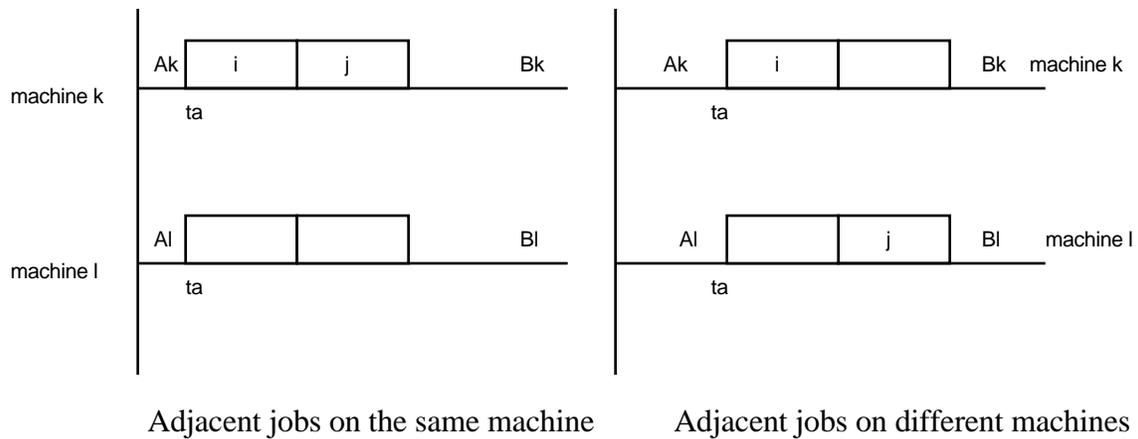 Ak i j Bk
machine k
ta
Al Bl
machine l
ta
Ak i Bk machine k
ta
Al j Bl machine l
ta
Adjacent jobs on the same machine
Adjacent jobs on different machines